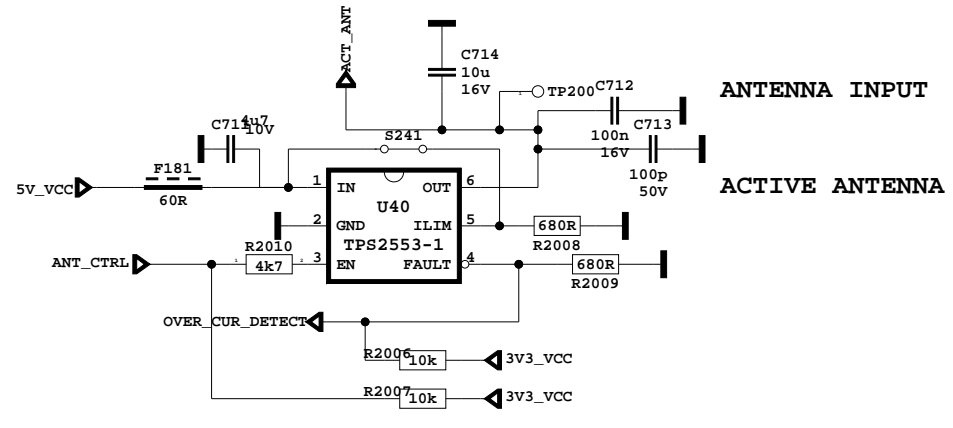 ACT_ANT
C714
10u
16V
TP200
C712
100n
16V
C713
100p
50V
ANTENNA INPUT
ACTIVE ANTENNA
4u7
C711
10V
S241
F181
5V_VCC
60R
1
IN
OUT
6
U40
2
GND
ILIM
5
TPS2553-1
3
EN
FAULT
4
680R
R2008
680R
R2009
R2010
ANT_CTRL
1
4k7
2
OVER_CUR_DETECT
R2006
10k
3V3_VCC
R2007
10k
3V3_VCC